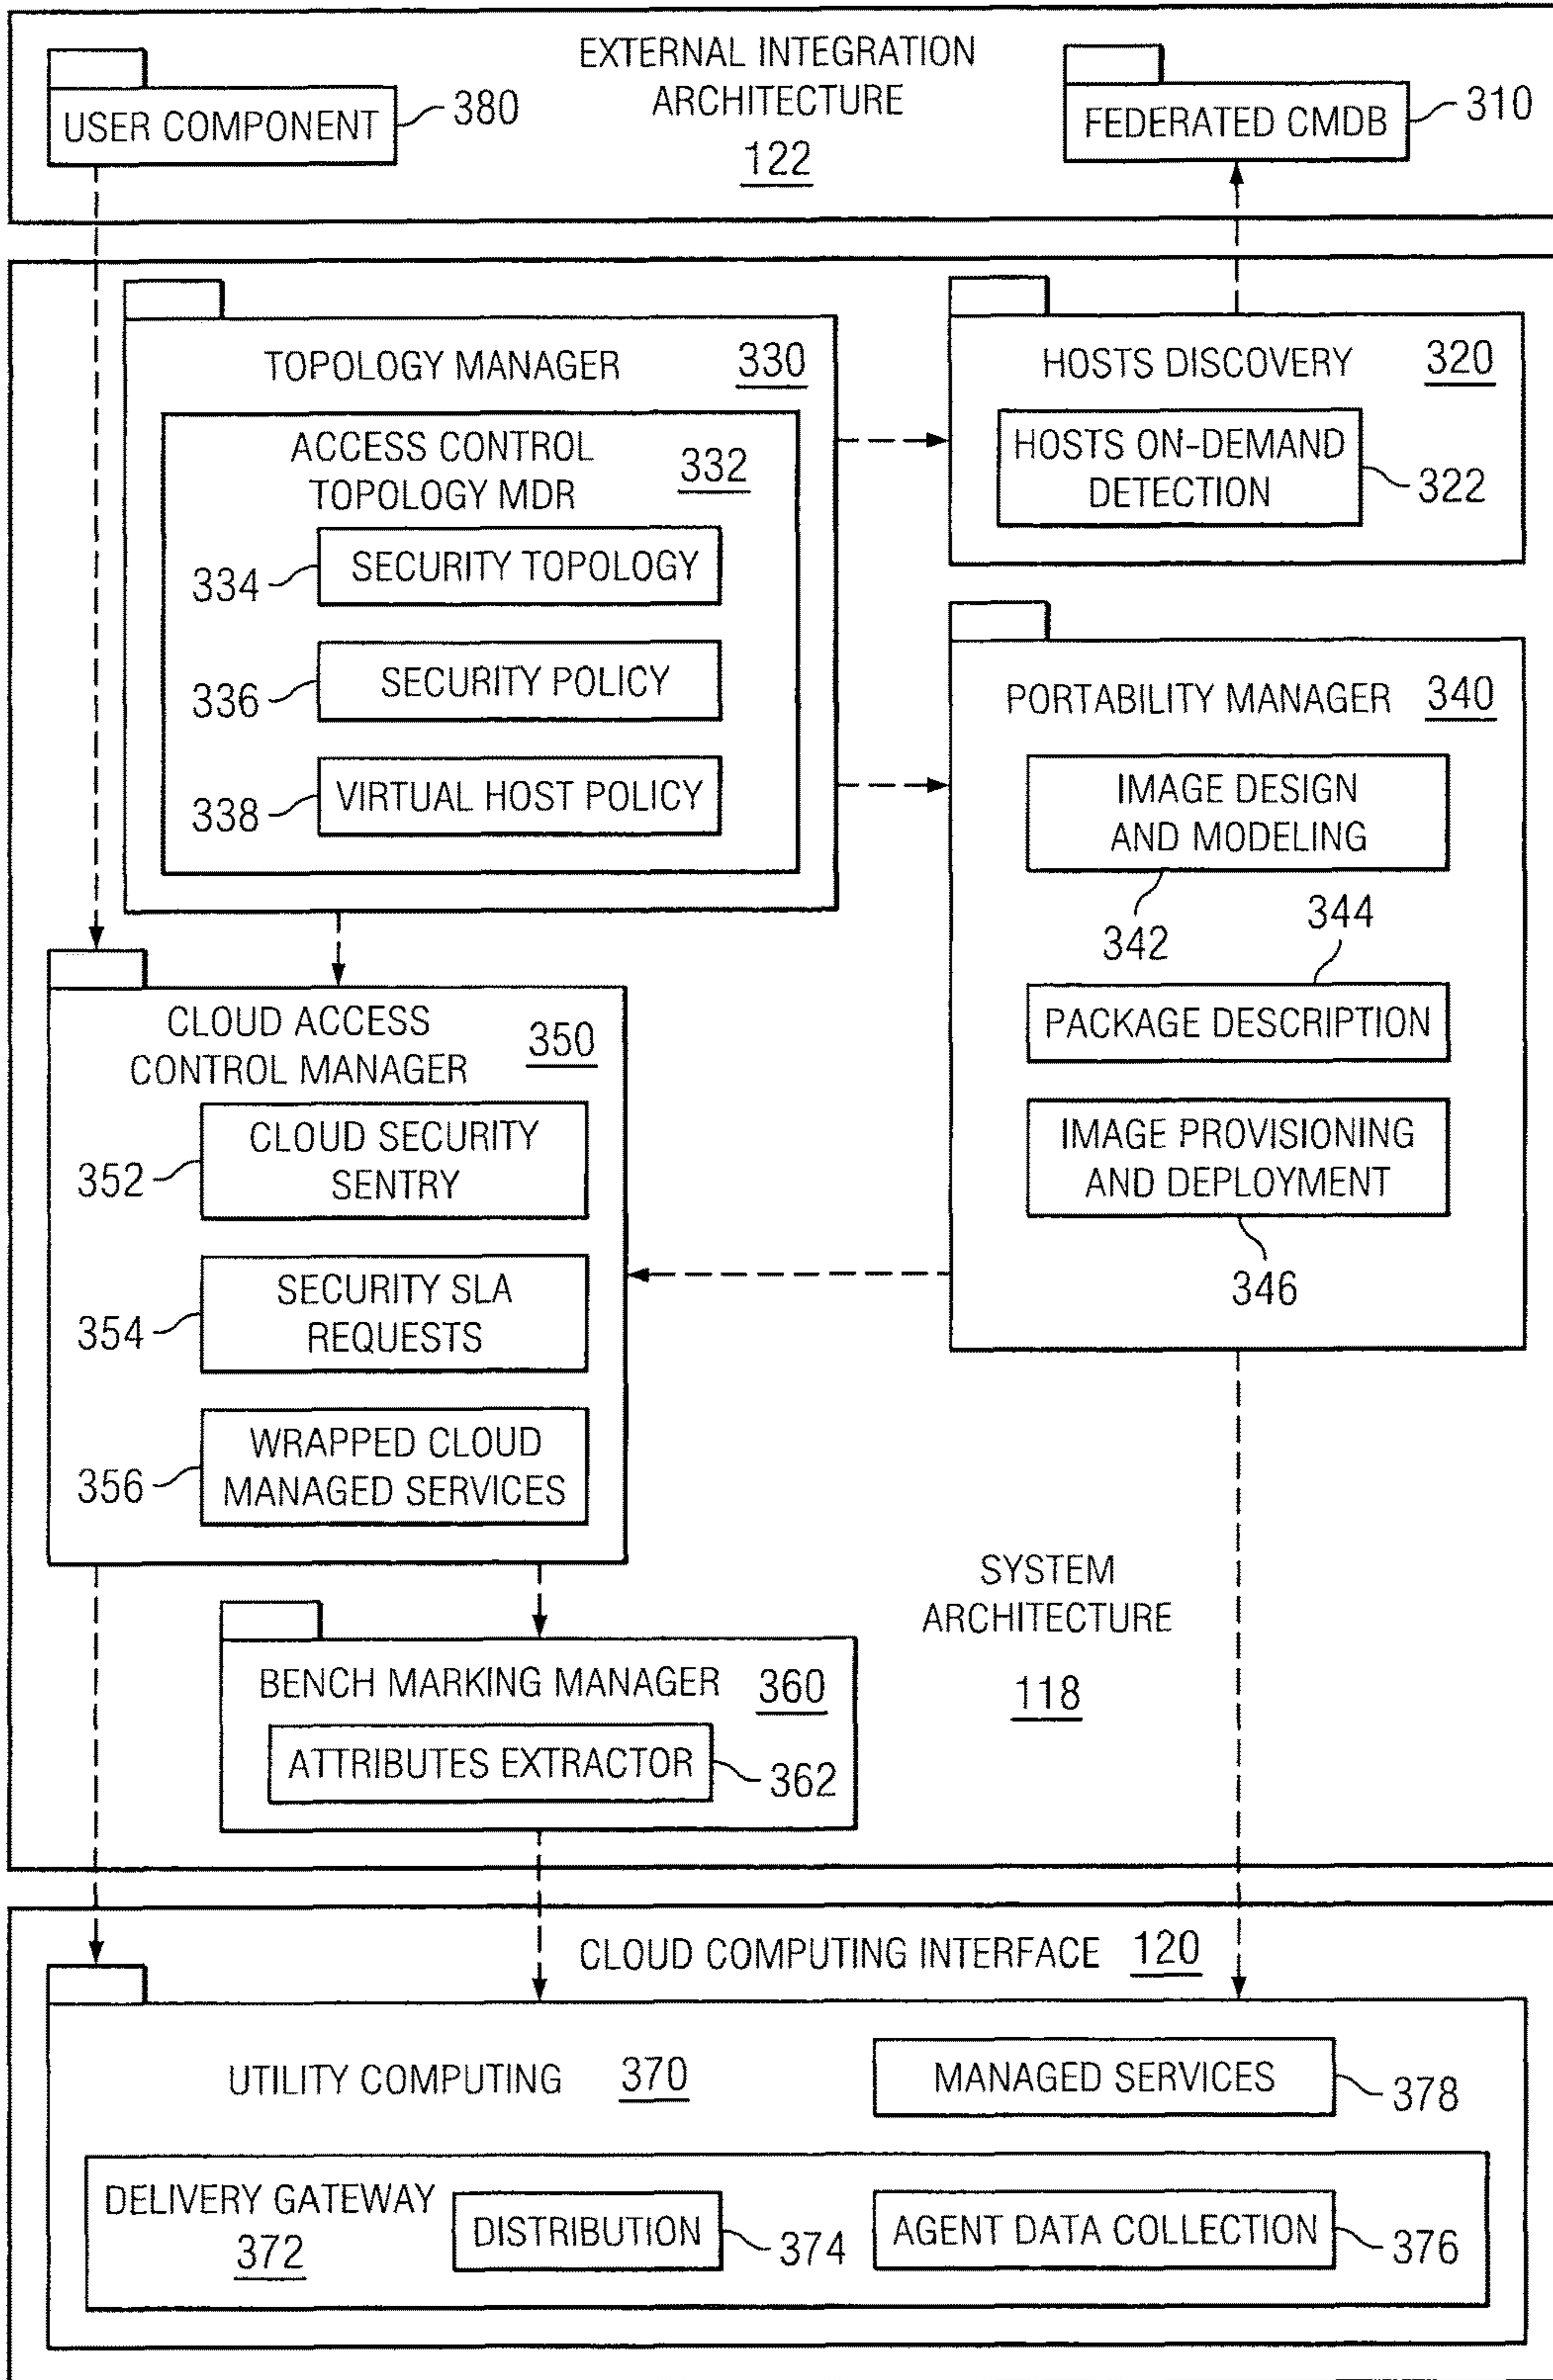 EXTERNAL INTEGRATION
ARCHITECTURE
122
USER COMPONENT
380
FEDERATED CMDB
310
TOPOLOGY MANAGER 330
ACCESS CONTROL
TOPOLOGY MDR
332
334
SECURITY TOPOLOGY
336
SECURITY POLICY
338
VIRTUAL HOST POLICY
HOSTS DISCOVERY 320
HOSTS ON-DEMAND
DETECTION
322
PORTABILITY MANAGER 340
IMAGE DESIGN
AND MODELING
342
344
PACKAGE DESCRIPTION
IMAGE PROVISIONING
AND DEPLOYMENT
346
CLOUD ACCESS
CONTROL MANAGER
350
352
CLOUD SECURITY
SENTRY
354
SECURITY SLA
REQUESTS
356
WRAPPED CLOUD
MANAGED SERVICES
SYSTEM
ARCHITECTURE
118
BENCH MARKING MANAGER 360
ATTRIBUTES EXTRACTOR
362
CLOUD COMPUTING INTERFACE 120
UTILITY COMPUTING 370
MANAGED SERVICES
378
DELIVERY GATEWAY
372
DISTRIBUTION
374
AGENT DATA COLLECTION
376